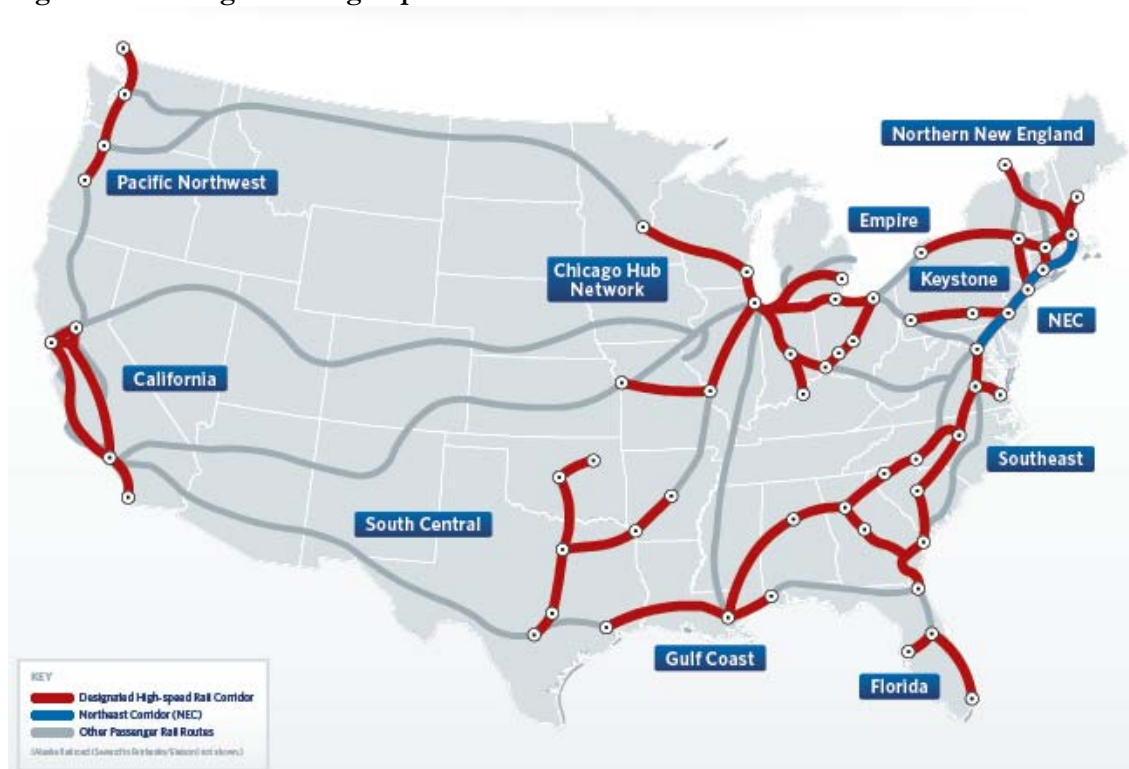 Northern New England
Pacific Northwest
Empire
Chicago Hub
Network
Keystone
NEC
California
Southeast
South Central
Gulf Coast
Florida
KEY
Designated High-speed Rail Corridor
Northeast Corridor (NEC)
Other Passenger Rail Routes